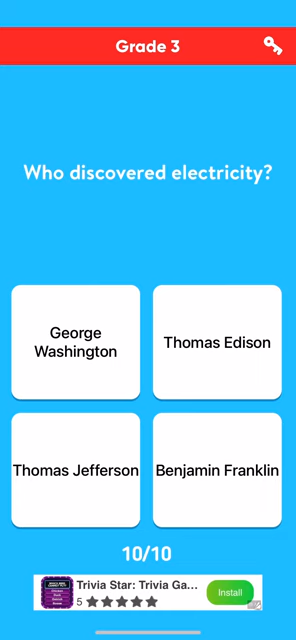 Grade 3
Who discovered electricity?
George
Washington
Thomas Edison
Thomas Jefferson
Benjamin Franklin
10/10
Trivia Star: Trivia Ga...
5
Install